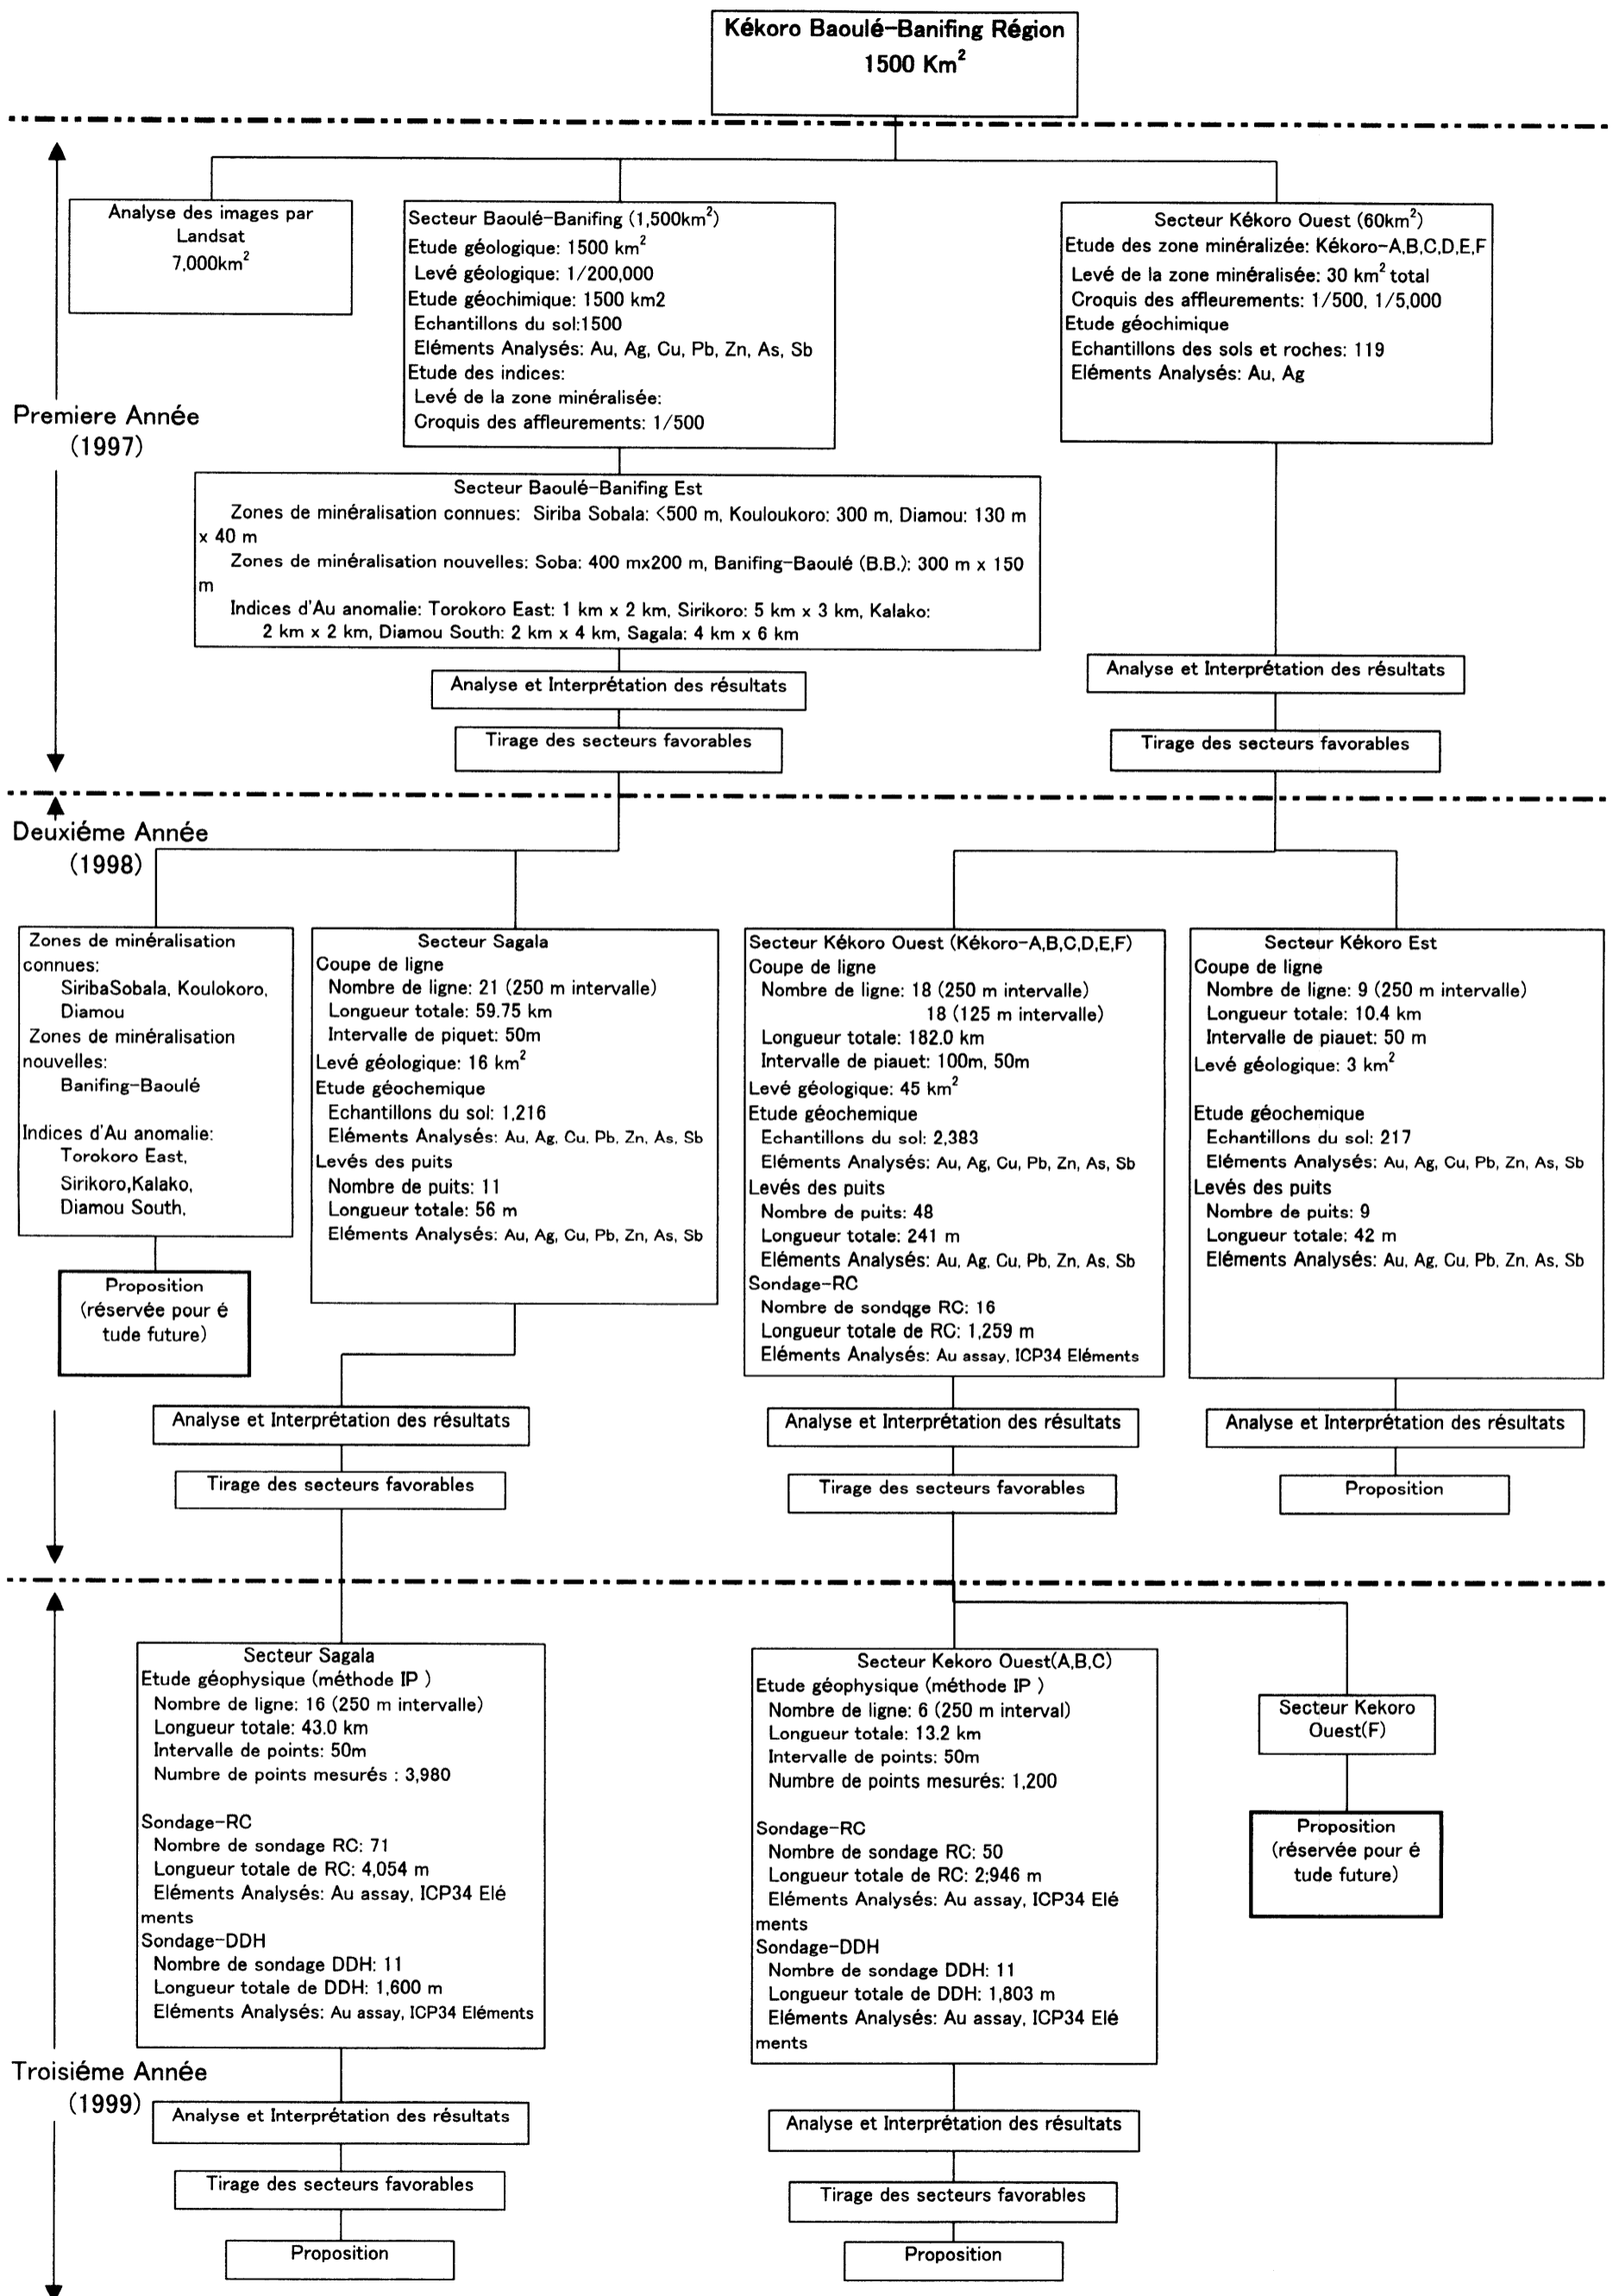 Kékoro Baoulé-Banifing Région
1500 Km²
Analyse des images par
Landsat
7,000km²
Secteur Baoulé-Banifing (1,500km²)
Etude géologique: 1500 km²
Levé géologique: 1/200,000
Etude géochimique: 1500 km2
Echantillons du sol:1500
Eléments Analysés: Au, Ag, Cu, Pb, Zn, As, Sb
Etude des indices:
Levé de la zone minéralisée:
Croquis des affleurements: 1/500
Secteur Kékoro Ouest (60km²)
Etude des zone minéralizée: Kékoro-A,B,C,D,E,F
Levé de la zone minéralisée: 30 km² total
Croquis des affleurements: 1/500, 1/5,000
Etude géochimique
Echantillons des sols et roches: 119
Eléments Analysés: Au, Ag
Premiere Année
(1997)
Secteur Baoulé-Banifing Est
Zones de minéralisation connues: Siriba Sobala: <500 m, Kouloukoro: 300 m, Diamou: 130 m
x 40 m
Zones de minéralisation nouvelles: Soba: 400 mx200 m, Banifing-Baoulé (B.B.): 300 m x 150
m
Indices d'Au anomalie: Torokoro East: 1 km x 2 km, Sirikoro: 5 km x 3 km, Kalako:
2 km x 2 km, Diamou South: 2 km x 4 km, Sagala: 4 km x 6 km
Analyse et Interprétation des résultats
Tirage des secteurs favorables
Analyse et Interprétation des résultats
Tirage des secteurs favorables
Deuxiéme Année
(1998)
Zones de minéralisation
connues:
SiribaSobala, Koulokoro,
Diamou
Zones de minéralisation
nouvelles:
Banifing-Baoulé
Indices d'Au anomalie:
Torokoro East,
Sirikoro,Kalako,
Diamou South,
Proposition
(réservée pour é
tude future)
Secteur Sagala
Coupe de ligne
Nombre de ligne: 21 (250 m intervalle)
Longueur totale: 59.75 km
Intervalle de piquet: 50m
Levé géologique: 16 km²
Etude géochemique
Echantillons du sol: 1,216
Eléments Analysés: Au, Ag, Cu, Pb, Zn, As, Sb
Levés des puits
Nombre de puits: 11
Longueur totale: 56 m
Eléments Analysés: Au, Ag, Cu, Pb, Zn, As, Sb
Secteur Kékoro Ouest (Kékoro-A,B,C,D,E,F)
Coupe de ligne
Nombre de ligne: 18 (250 m intervalle)
18 (125 m intervalle)
Longueur totale: 182.0 km
Intervalle de piauet: 100m, 50m
Levé géologique: 45 km²
Etude géochemique
Echantillons du sol: 2,383
Eléments Analysés: Au, Ag, Cu, Pb, Zn, As, Sb
Levés des puits
Nombre de puits: 48
Longueur totale: 241 m
Eléments Analysés: Au, Ag, Cu, Pb, Zn, As, Sb
Sondage-RC
Nombre de sondqge RC: 16
Longueur totale de RC: 1,259 m
Eléments Analysés: Au assay, ICP34 Eléments
Secteur Kékoro Est
Coupe de ligne
Nombre de ligne: 9 (250 m intervalle)
Longueur totale: 10.4 km
Intervalle de piauet: 50 m
Levé géologique: 3 km²
Etude géochemique
Echantillons du sol: 217
Eléments Analysés: Au, Ag, Cu, Pb, Zn, As, Sb
Levés des puits
Nombre de puits: 9
Longueur totale: 42 m
Eléments Analysés: Au, Ag, Cu, Pb, Zn, As, Sb
Analyse et Interprétation des résultats
Tirage des secteurs favorables
Analyse et Interprétation des résultats
Tirage des secteurs favorables
Analyse et Interprétation des résultats
Proposition
Secteur Sagala
Etude géophysique (méthode IP )
Nombre de ligne: 16 (250 m intervalle)
Longueur totale: 43.0 km
Intervalle de points: 50m
Numbre de points mesurés : 3,980
Sondage-RC
Nombre de sondage RC: 71
Longueur totale de RC: 4,054 m
Eléments Analysés: Au assay, ICP34 Elé
ments
Sondage-DDH
Nombre de sondage DDH: 11
Longueur totale de DDH: 1,600 m
Eléments Analysés: Au assay, ICP34 Eléments
Secteur Kekoro Ouest(A,B,C)
Etude géophysique (méthode IP )
Nombre de ligne: 6 (250 m interval)
Longueur totale: 13.2 km
Intervalle de points: 50m
Numbre de points mesurés: 1,200
Sondage-RC
Nombre de sondage RC: 50
Longueur totale de RC: 2;946 m
Eléments Analysés: Au assay, ICP34 Elé
ments
Sondage-DDH
Nombre de sondage DDH: 11
Longueur totale de DDH: 1,803 m
Eléments Analysés: Au assay, ICP34 Elé
ments
Secteur Kekoro
Ouest(F)
Proposition
(réservée pour é
tude future)
Troisiéme Année
(1999)
Analyse et Interprétation des résultats
Tirage des secteurs favorables
Proposition
Analyse et Interprétation des résultats
Tirage des secteurs favorables
Proposition